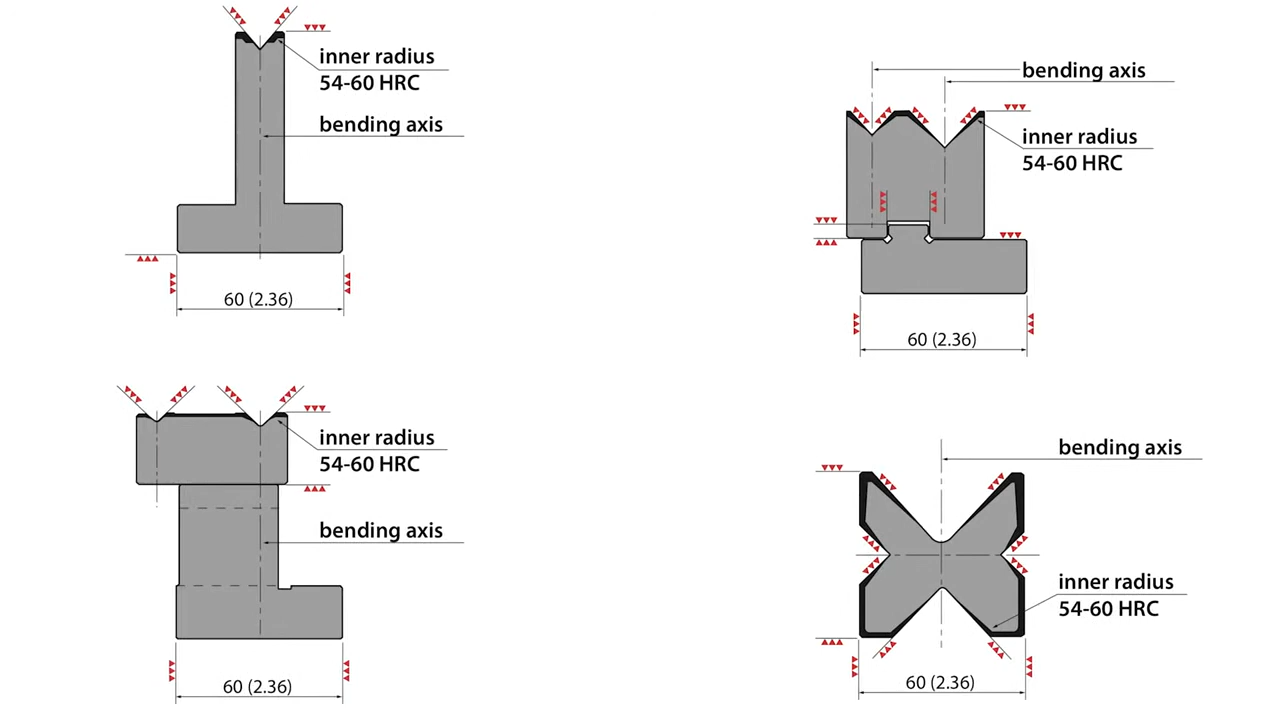 inner radius
54-60 HRC
bending axis
60 (2.36)
bending axis
inner radius
54-60 HRC
60 (2.36)
inner radius
54-60 HRC
bending axis
60 (2.36)
bending axis
inner radius
54-60 HRC
60 (2.36)